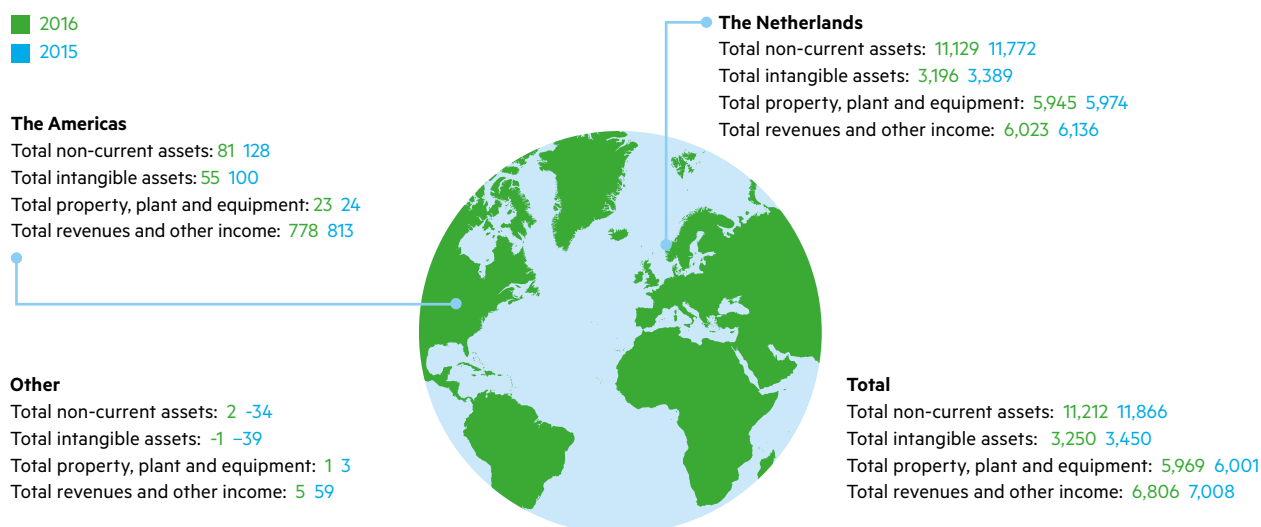 2016
2015
The Netherlands
Total non-current assets: 11,129 11,772
Total intangible assets: 3,196 3,389
Total property, plant and equipment: 5,945 5,974
Total revenues and other income: 6,023 6,136
The Americas
Total non-current assets: 81 128
Total intangible assets: 55 100
Total property, plant and equipment: 23 24
Total revenues and other income: 778 813
Other
Total non-current assets: 2 -34
Total intangible assets: -1 –39
Total property, plant and equipment: 1 3
Total revenues and other income: 5 59
Total
Total non-current assets: 11,212 11,866
Total intangible assets: 3,250 3,450
Total property, plant and equipment: 5,969 6,001
Total revenues and other income: 6,806 7,008